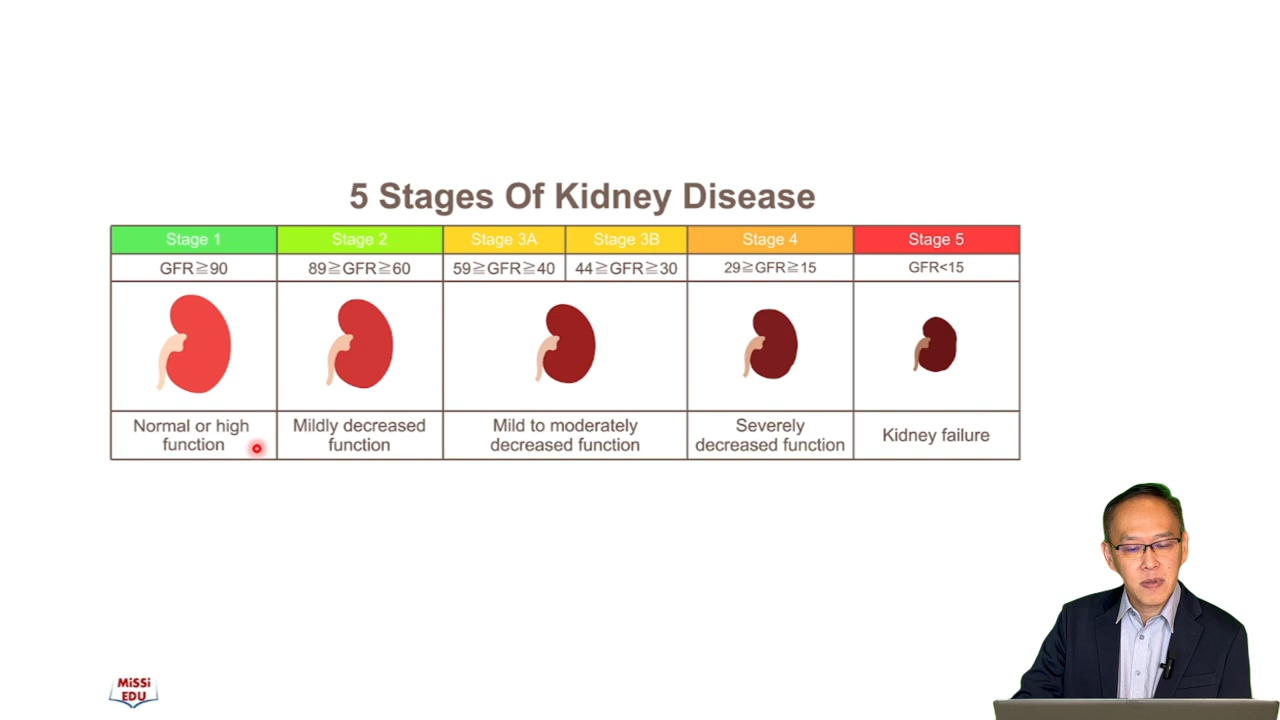 5 Stages Of Kidney Disease
Stage 1
Stage 2
Stage 3A
Stage 3B
Stage 4
Stage 5
GFR≧90
89≧GFR≧60
59≧GFR≧40
44≧GFR≧30
29≧GFR≧15
GFR<15
Normal or high
function
Mildly decreased
function
Mild to moderately
decreased function
Severely
decreased function
Kidney failure
MiSSi
EDU